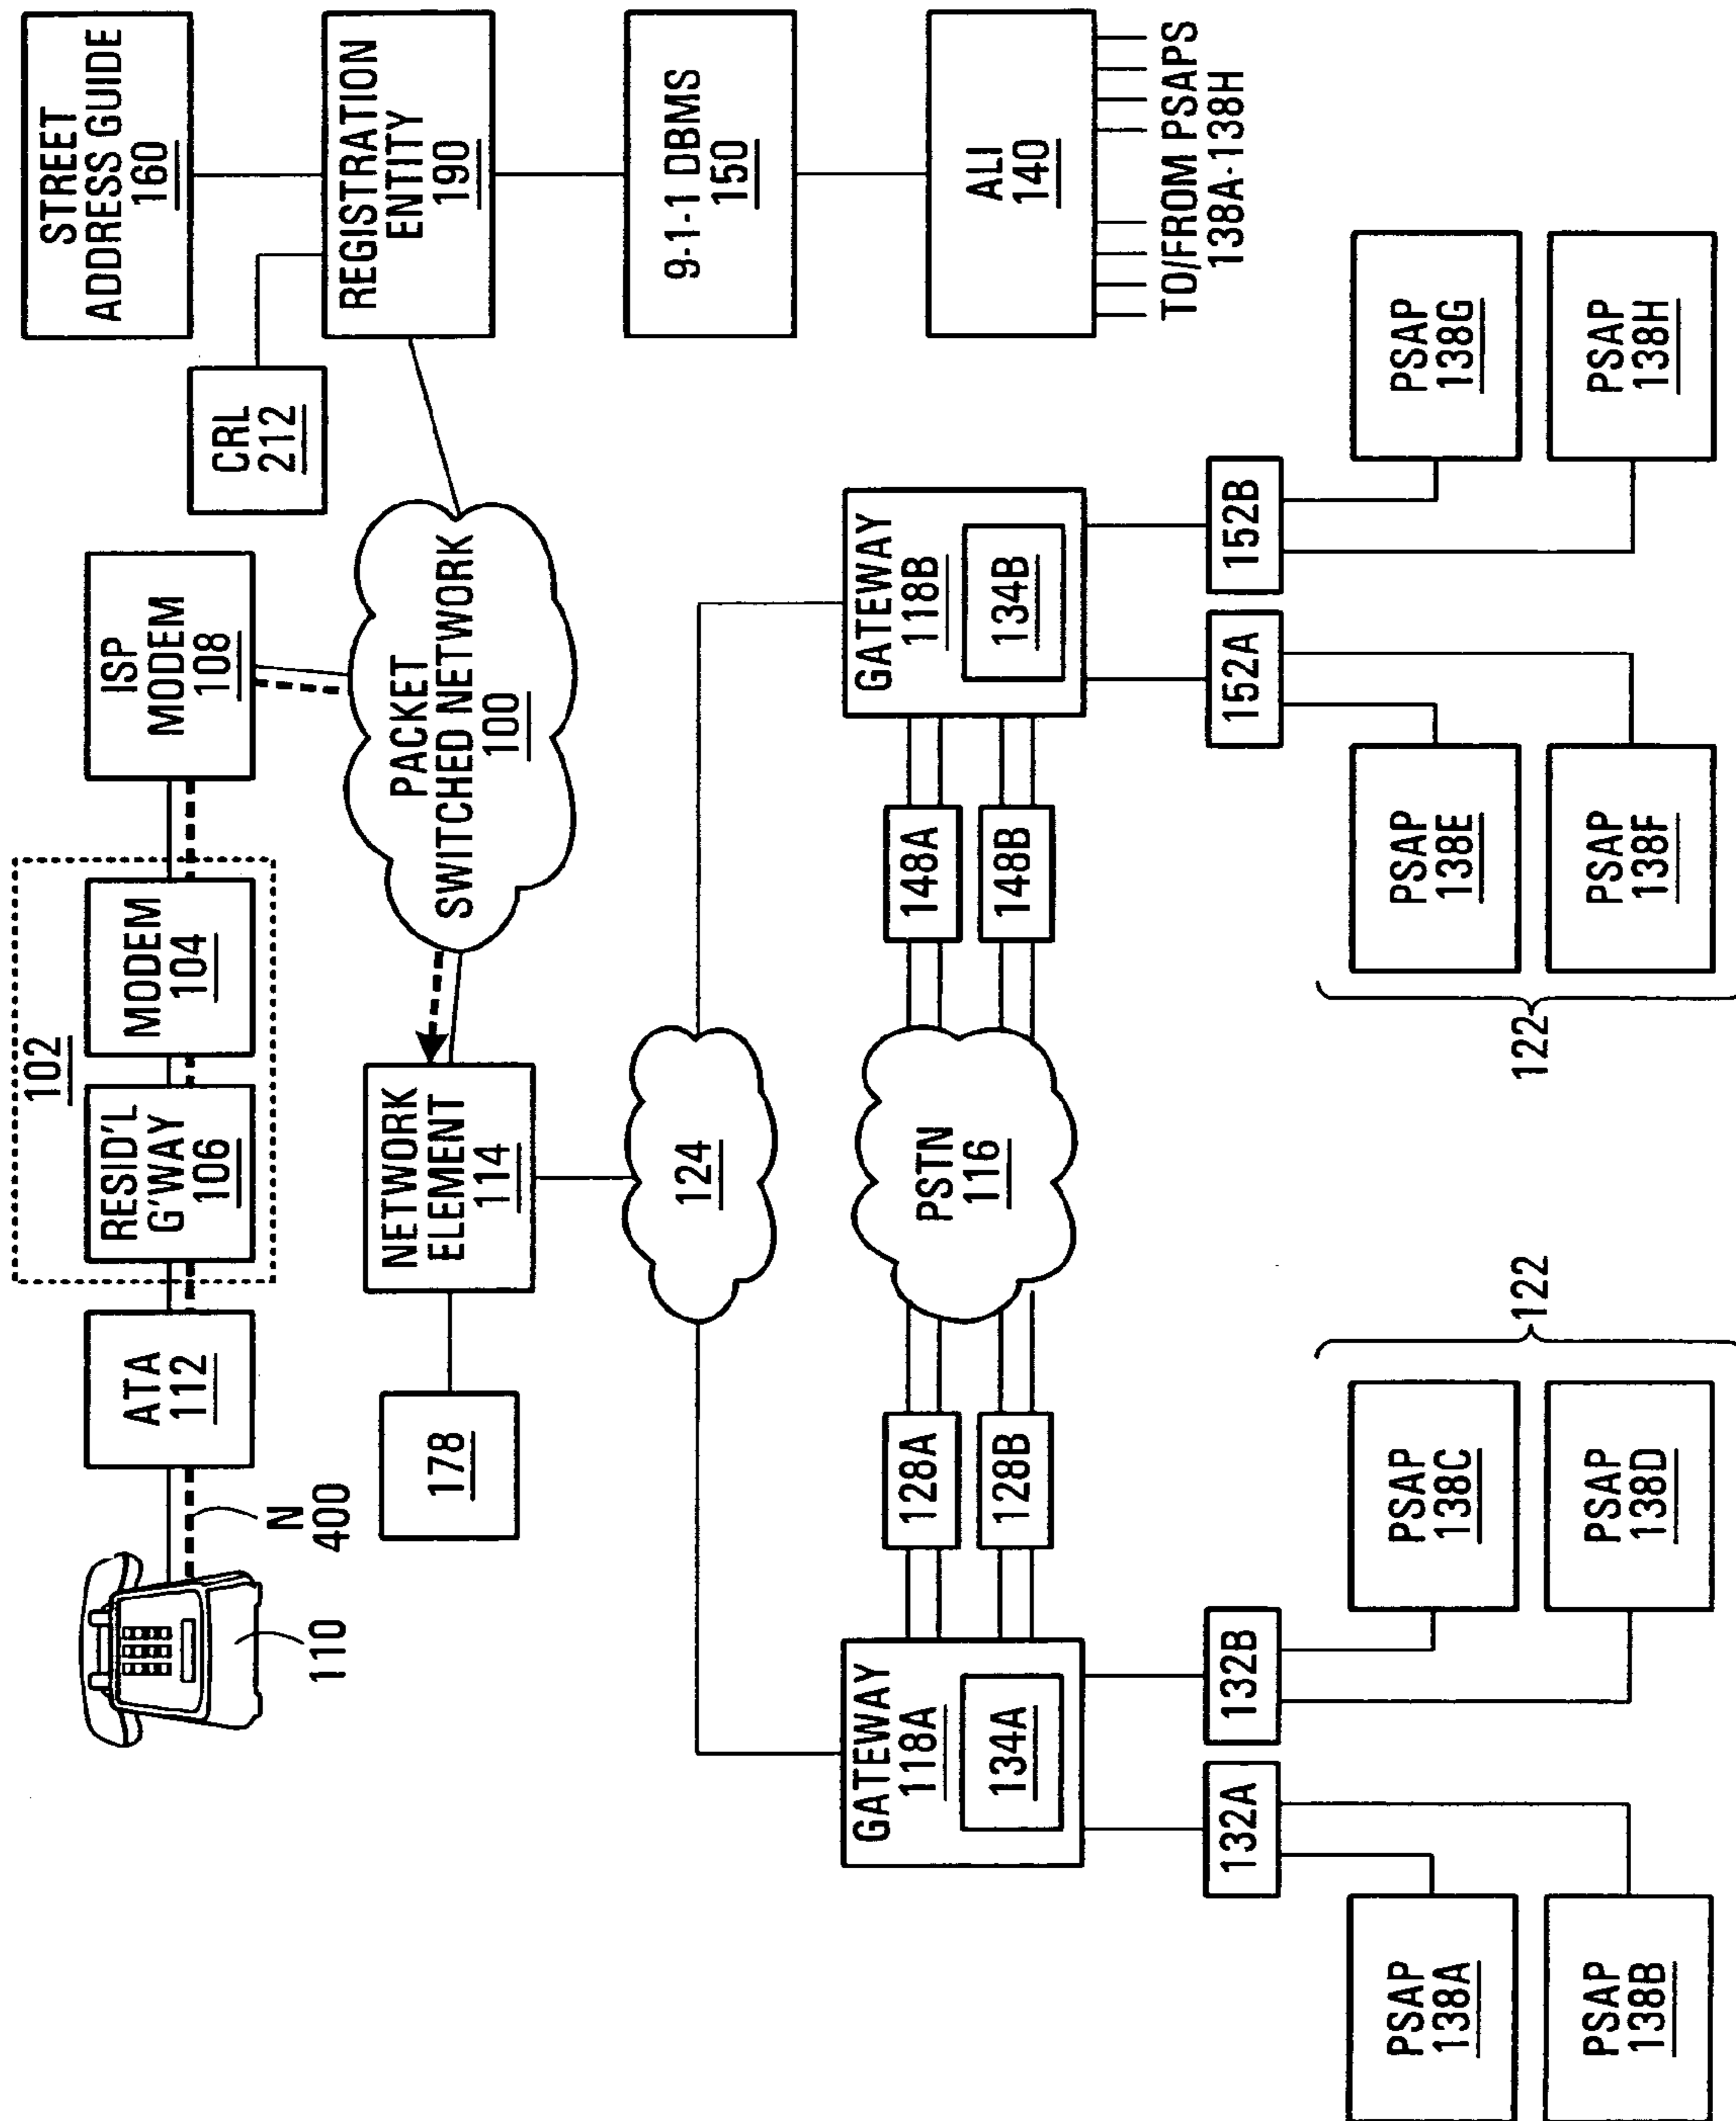 102
ATA
112
RESID'L
G'WAY
106
MODEM
104
ISP
MODEM
108
STREET
ADDRESS GUIDE
160
N
400
110
CRL
212
REGISTRATION
ENTITY
190
178
NETWORK
ELEMENT
114
PACKET
SWITCHED NETWORK
100
9-1-1 DBMS
150
124
ALI
140
TO/FROM PSAPS
138A-138H
GATEWAY
118A
134A
128A
128B
PSTN
116
148A
148B
GATEWAY
118B
134B
132A
132B
152A
152B
PSAP
138A
PSAP
138C
122
122
PSAP
138E
PSAP
138G
PSAP
138B
PSAP
138D
PSAP
138F
PSAP
138H